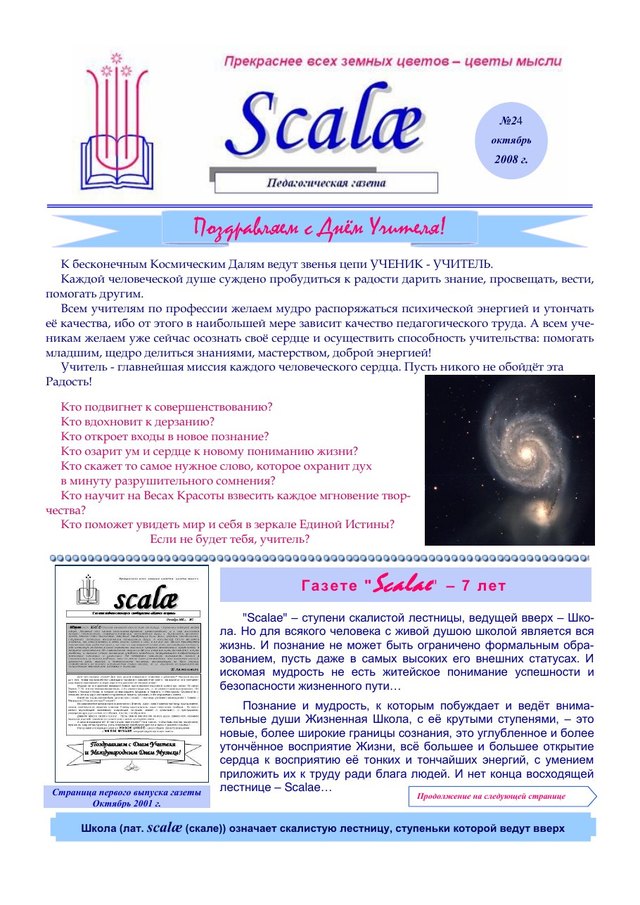 Прекраснее всех земных цветов – цветы мысли
Scalæ
№24
октябрь
2008 г.
Педагогическая газета
Поздравляем с Днём Учителя!
К бесконечным Космическим Далям ведут звенья цепи УЧЕНИК - УЧИТЕЛЬ.
Каждой человеческой душе суждено пробудиться к радости дарить знание, просвещать, вести,
помогать другим.
Всем учителям по профессии желаем мудро распоряжаться психической энергией и утончать
её качества, ибо от этого в наибольшей мере зависит качество педагогического труда. А всем уче-
никам желаем уже сейчас осознать своё сердце и осуществить способность учительства: помогать
младшим, щедро делиться знаниями, мастерством, доброй энергией!
Учитель - главнейшая миссия каждого человеческого сердца. Пусть никого не обойдёт эта
Радость!
Кто подвигнет к совершенствованию?
Кто вдохновит к дерзанию?
Кто откроет входы в новое познание?
Кто озарит ум и сердце к новому пониманию жизни?
Кто скажет то самое нужное слово, которое охранит дух
в минуту разрушительного сомнения?
Кто научит на Весах Красоты взвесить каждое мгновение твор-
чества?
Кто поможет увидеть мир и себя в зеркале Единой Истины?
Если не будет тебя, учитель?
scalæ
Поздравляем с Днем Учителя
и Международным Днем Музыки!
Страница первого выпуска газеты
Октябрь 2001 г.
Газете "Scalae" – 7 лет
"Scalae" – ступени скалистой лестницы, ведущей вверх – Шко-
ла. Но для всякого человека с живой душою школой является вся
жизнь. И познание не может быть ограничено формальным обра-
зованием, пусть даже в самых высоких его внешних статусах. И
искомая мудрость не есть житейское понимание успешности и
безопасности жизненного пути…
Познание и мудрость, к которым побуждает и ведёт внима-
тельные души Жизненная Школа, с её крутыми ступенями, – это
новые, более широкие границы сознания, это углубленное и более
утончённое восприятие Жизни, всё большее и большее открытие
сердца к восприятию её тонких и тончайших энергий, с умением
приложить их к труду ради блага людей. И нет конца восходящей
лестнице – Scalae…
Продолжение на следующей странице
Школа (лат. scalæ (скале)) означает скалистую лестницу, ступеньки которой ведут вверх